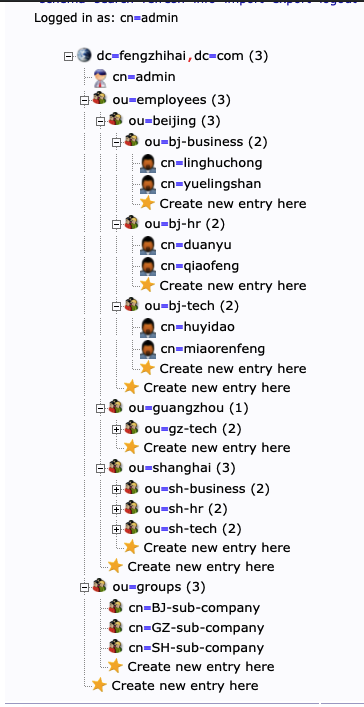 schema search refresh info import export logout
Logged in as: cn=admin
dc=fengzhihai,dc=com (3)
cn=admin
ou=employees (3)
ou=beijing (3)
ou=bj-business (2)
cn=linghuchong
cn=yuelingshan
Create new entry here
ou=bj-hr (2)
cn=duanyu
cn=qiaofeng
Create new entry here
ou=bj-tech (2)
cn=huyidao
cn=miaorenfeng
Create new entry here
Create new entry here
ou=guangzhou (1)
ou=gz-tech (2)
Create new entry here
ou=shanghai (3)
ou=sh-business (2)
ou=sh-hr (2)
ou=sh-tech (2)
Create new entry here
Create new entry here
ou=groups (3)
cn=BJ-sub-company
cn=GZ-sub-company
cn=SH-sub-company
Create new entry here
Create new entry here